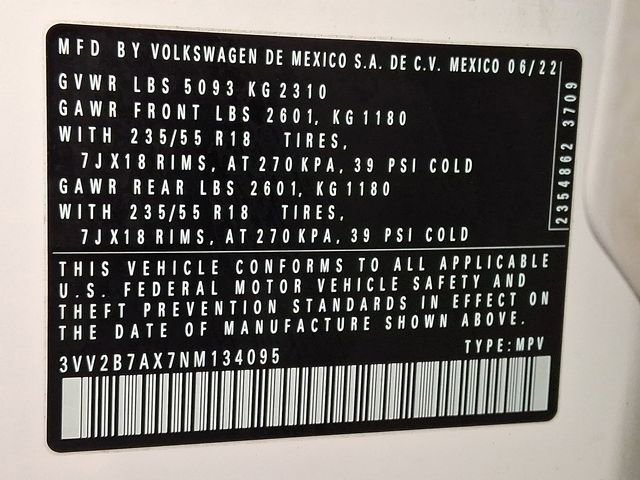 MFD BY VOLKSWAGEN DE MEXICO S.A. DE C.V. MEXICO 06/22
GVWR LBS 5093 KG 2310
GAWR FRONT LBS 2601, KG 1180
WITH 235/55 R18 TIRES,
7JX18 RIMS, AT 270 KPA, 39 PSI COLD
GAWR REAR LBS 2601, KG 1180
WITH 235/55 R18 TIRES,
7JX18 RIMS, AT 270 KPA, 39 PSI COLD
2354862 3709
THIS VEHICLE CONFORMS TO ALL APPLICABLE
U.S. FEDERAL MOTOR VEHICLE SAFETY AND
THEFT PREVENTION STANDARDS IN EFFECT ON
THE DATE OF MANUFACTURE SHOWN ABOVE.
3VV2B7AX7NM134095 TYPE: MPV